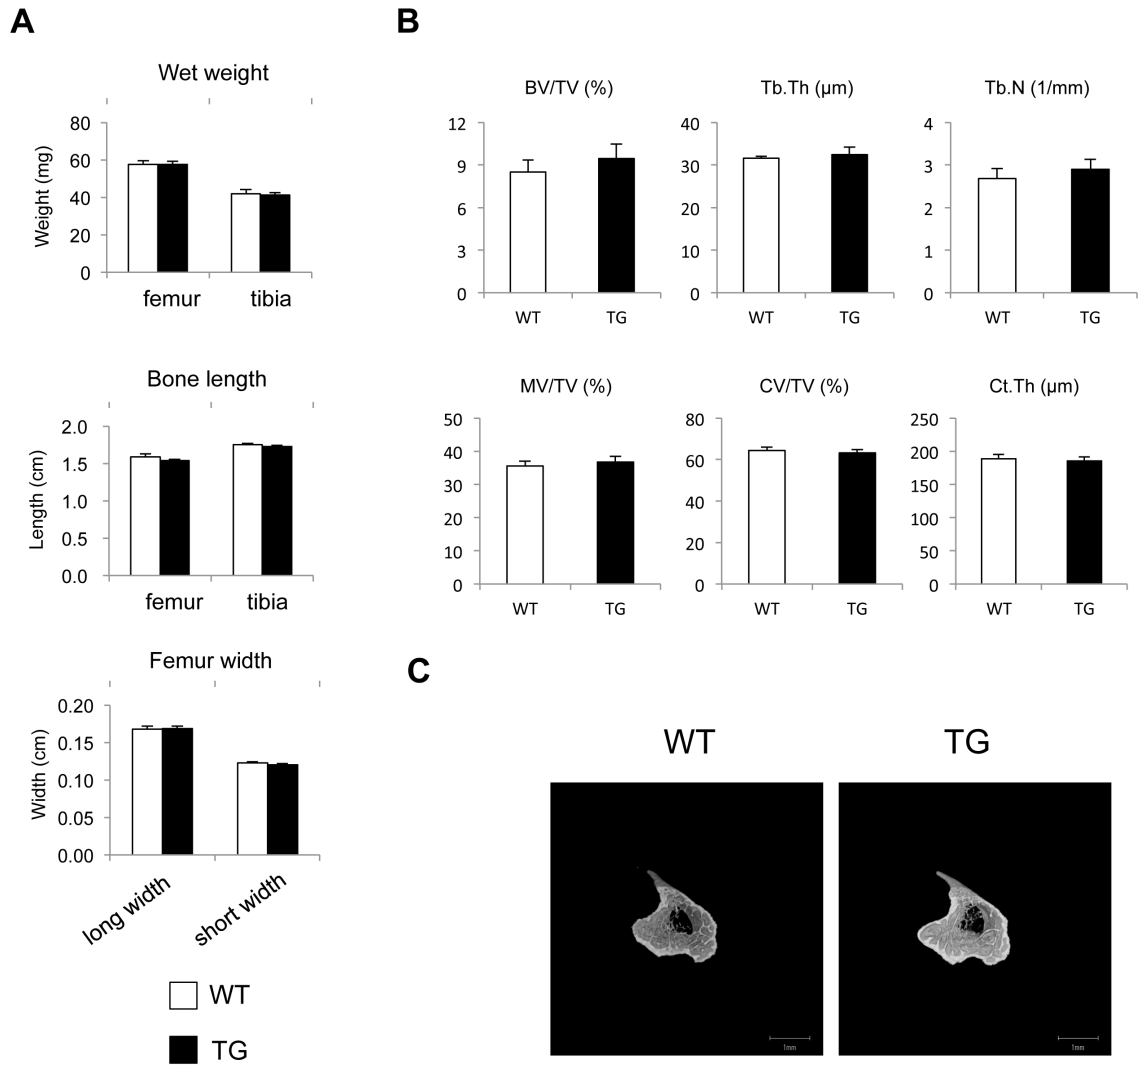 A
Wet weight
Weight (mg)
80
60
40
20
0
femur tibia
Bone length
Length (cm)
2.0
1.5
1.0
0.5
0.0
femur tibia
Femur width
Width (cm)
0.20
0.15
0.10
0.05
0.00
long width short width
WT
TG
B
BV/TV (%)
12
9
6
3
0
WT TG
Tb.Th (μm)
40
30
20
10
0
WT TG
Tb.N (1/mm)
4
3
2
1
0
WT TG
MV/TV (%)
50
40
30
20
10
0
WT TG
CV/TV (%)
80
60
40
20
0
WT TG
Ct.Th (μm)
250
200
150
100
50
0
WT TG
C
WT TG
1mm 1mm